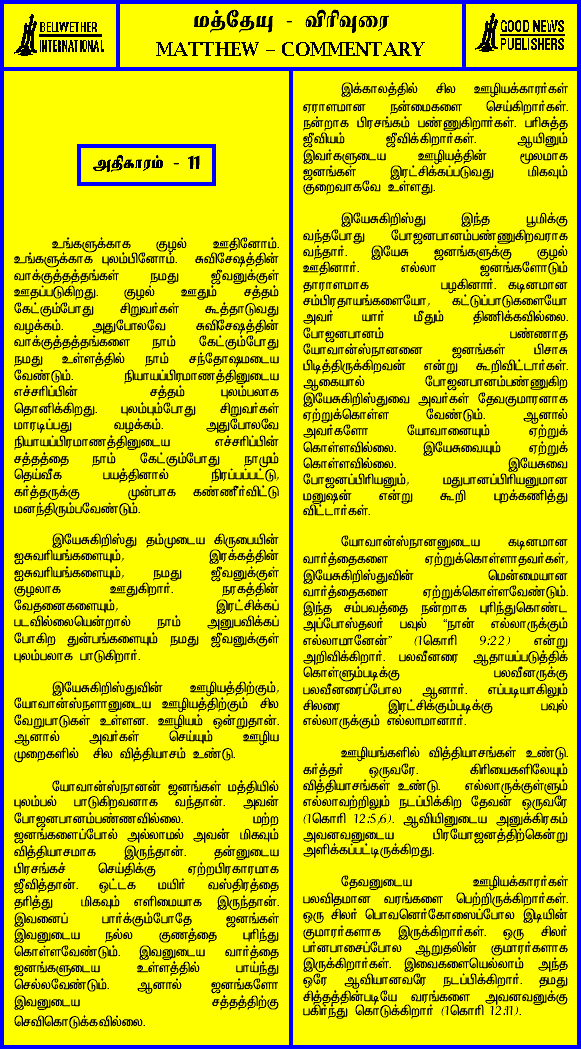 BELIWETHER
INTERNATIONAL
மத்தேயு - விரிவுரை
MATTHEW – COMMENTARY
GOOD NEWS
PUBLISHERS
அதிகாரம் - 11
உங்களுக்காக குழல் ஊதினோம்.
உங்களுக்காக புலம்பினோம். சுவிசேஷத்தின்
வாக்குத்தத்தங்கள் நமது ஜீவனுக்குள்
ஊதப்படுகிறது. குழல் ஊதும் சத்தம்
கேட்கும்போது சிறுவர்கள் கூத்தாடுவது
வழக்கம். அதுபோலவே சுவிசேஷத்தின்
வாக்குத்தத்தங்களை நாம் கேட்கும்போது
நமது உள்ளத்தில் நாம் சந்தோஷமடைய
வேண்டும். நியாயப்பிரமாணத்தினுடைய
எச்சரிப்பின் சத்தம் புலம்பலாக
தொனிக்கிறது. புலம்பும்போது சிறுவர்கள்
மாரடிப்பது வழக்கம். அதுபோலவே
நியாயப்பிரமாணத்தினுடைய எச்சரிப்பின்
சத்தத்தை நாம் கேட்கும்போது நாமும்
தெய்வீக பயத்தினால் நிரப்பப்பட்டு,
கர்த்தருக்கு முன்பாக கண்ணீர்விட்டு
மனந்திரும்பவேண்டும்.
இயேசுகிறிஸ்து தம்முடைய கிருபையின்
ஐசுவரியங்களையும், இரக்கத்தின்
ஐசுவரியங்களையும், நமது ஜீவனுக்குள்
குழலாக ஊதுகிறார். நரகத்தின்
வேதனைகளையும், இரட்சிக்கப்
படவில்லையென்றால் நாம் அனுபவிக்கப்
போகிற துன்பங்களையும் நமது ஜீவனுக்குள்
புலம்பலாக பாடுகிறார்.
இயேசுகிறிஸ்துவின் ஊழியத்திற்கும்,
யோவான்ஸ்நானனுடைய ஊழியத்திற்கும் சில
வேறுபாடுகள் உள்ளன. ஊழியம் ஒன்றுதான்.
ஆனால் அவர்கள் செய்யும் ஊழிய
முறைகளில் சில வித்தியாசம் உண்டு.
யோவான்ஸ்நானன் ஜனங்கள் மத்தியில்
புலம்பல் பாடுகிறவனாக வந்தான். அவன்
போஜனபானம்பண்ணவில்லை. மற்ற
ஜனங்களைப்போல் அல்லாமல் அவன் மிகவும்
வித்தியாசமாக இருந்தான். தன்னுடைய
பிரசங்கச் செய்திக்கு ஏற்றபிரகாரமாக
ஜீவித்தான். ஒட்டக மயிர் வஸ்திரத்தை
தரித்து மிகவும் எளிமையாக இருந்தான்.
இவனைப் பார்க்கும்போதே ஜனங்கள்
இவனுடைய நல்ல குணத்தை புரிந்து
கொள்ளவேண்டும். இவனுடைய வார்த்தை
ஜனங்களுடைய உள்ளத்தில் பாய்ந்து
செல்லவேண்டும். ஆனால் ஜனங்களோ
இவனுடைய சத்தத்திற்கு
செவிகொடுக்கவில்லை.
இக்காலத்தில் சில ஊழியக்காரர்கள்
ஏராளமான நன்மைகளை செய்கிறார்கள்.
நன்றாக பிரசங்கம் பண்ணுகிறார்கள். பரிசுத்த
ஜீவியம் ஜீவிக்கிறார்கள். ஆயினும்
இவர்களுடைய ஊழியத்தின் மூலமாக
ஜனங்கள் இரட்சிக்கப்படுவது மிகவும்
குறைவாகவே உள்ளது.
இயேசுகிறிஸ்து இந்த பூமிக்கு
வந்தபோது போஜனபானம்பண்ணுகிறவராக
வந்தார். இயேசு ஜனங்களுக்கு குழல்
ஊதினார். எல்லா ஜனங்களோடும்
தாராளமாக பழகினார். கடினமான
சம்பிரதாயங்களையோ, கட்டுப்பாடுகளையோ
அவர் யார் மீதும் திணிக்கவில்லை.
போஜனபானம் பண்ணாத
யோவான்ஸ்நானனை ஜனங்கள் பிசாசு
பிடித்திருக்கிறவன் என்று கூறிவிட்டார்கள்.
ஆகையால் போஜனபானம்பண்ணுகிற
இயேசுகிறிஸ்துவை அவர்கள் தேவகுமாரனாக
ஏற்றுக்கொள்ள வேண்டும். ஆனால்
அவர்களோ யோவானையும் ஏற்றுக்
கொள்ளவில்லை. இயேசுவையும் ஏற்றுக்
கொள்ளவில்லை. இயேசுவை
போஜனப்பிரியனும், மதுபானப்பிரியனுமான
மனுஷன் என்று கூறி புறக்கணித்து
விட்டார்கள்.
யோவான்ஸ்நானனுடைய கடினமான
வார்த்தைகளை ஏற்றுக்கொள்ளாதவர்கள்,
இயேசுகிறிஸ்துவின் மென்மையான
வார்த்தைகளை ஏற்றுக்கொள்ளவேண்டும்.
இந்த சம்பவத்தை நன்றாக புரிந்துகொண்ட
அப்போஸ்தலர் பவுல் "நான் எல்லாருக்கும்
எல்லாமானேன்" (1கொரி 9:22) என்று
அறிவிக்கிறார். பலவீனரை ஆதாயப்படுத்திக்
கொள்ளும்படிக்கு பலவீனருக்கு
பலவீனரைப்போல ஆனார். எப்படியாகிலும்
சிலரை இரட்சிக்கும்படிக்கு பவுல்
எல்லாருக்கும் எல்லாமானார்.
ஊழியங்களில் வித்தியாசங்கள் உண்டு.
கர்த்தர் ஒருவரே. கிரியைகளிலேயும்
வித்தியாசங்கள் உண்டு. எல்லாருக்குள்ளும்
எல்லாவற்றிலும் நடப்பிக்கிற தேவன் ஒருவரே
(1கொரி 12:5,6). ஆவியினுடைய அனுக்கிரகம்
அவனவனுடைய பிரயோஜனத்திற்கென்று
அளிக்கப்பட்டிருக்கிறது.
தேவனுடைய ஊழியக்காரர்கள்
பலவிதமான வரங்களை பெற்றிருக்கிறார்கள்.
ஒரு சிலர் பொவனெர்கேஸைப்போல இடியின்
குமாரர்களாக இருக்கிறார்கள். ஒரு சிலர்
பர்னபாசைப்போல ஆறுதலின் குமாரர்களாக
இருக்கிறார்கள். இவைகளையெல்லாம் அந்த
ஒரே ஆவியானவரே நடப்பிக்கிறார். தமது
சித்தத்தின்படியே வரங்களை அவனவனுக்கு
பகிர்ந்து கொடுக்கிறார் (1கொரி 12:11).